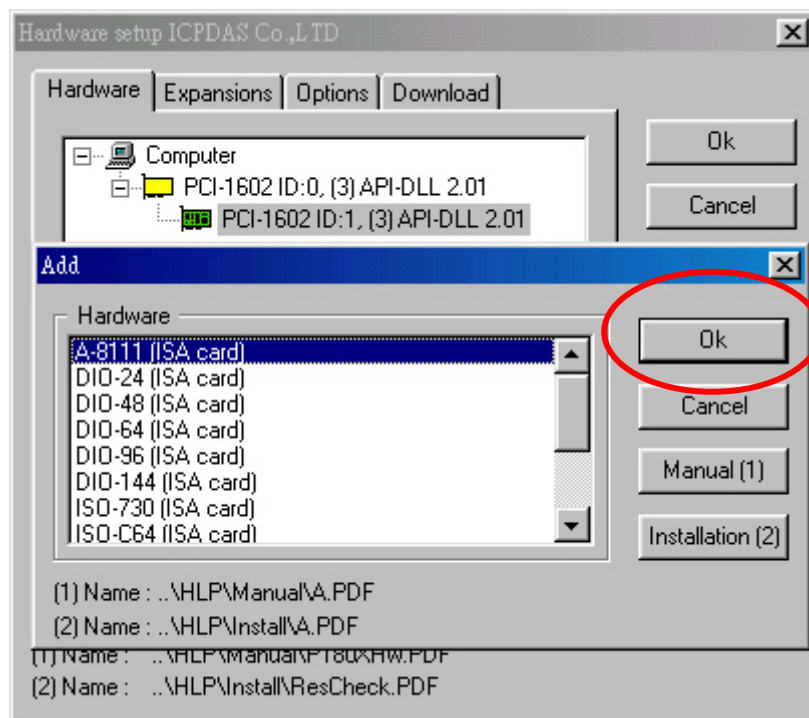 Hardware setup ICPDAS Co.,LTD
Hardware Expansions Options Download
Computer
PCI-1602 ID:0, (3) API-DLL 2.01
PCI-1602 ID:1, (3) API-DLL 2.01
Ok
Cancel
Add
Hardware
A-8111 (ISA card)
DIO-24 (ISA card)
DIO-48 (ISA card)
DIO-64 (ISA card)
DIO-96 (ISA card)
DIO-144 (ISA card)
ISO-730 (ISA card)
ISO-C64 (ISA card)
Ok
Cancel
Manual (1)
Installation (2)
(1) Name : ..\HLP\Manual\A.PDF
(2) Name : ..\HLP\Install\A.PDF
(1) Name : ..\HLP\Manual\P180XHw.PDF
(2) Name : ..\HLP\Install\ResCheck.PDF